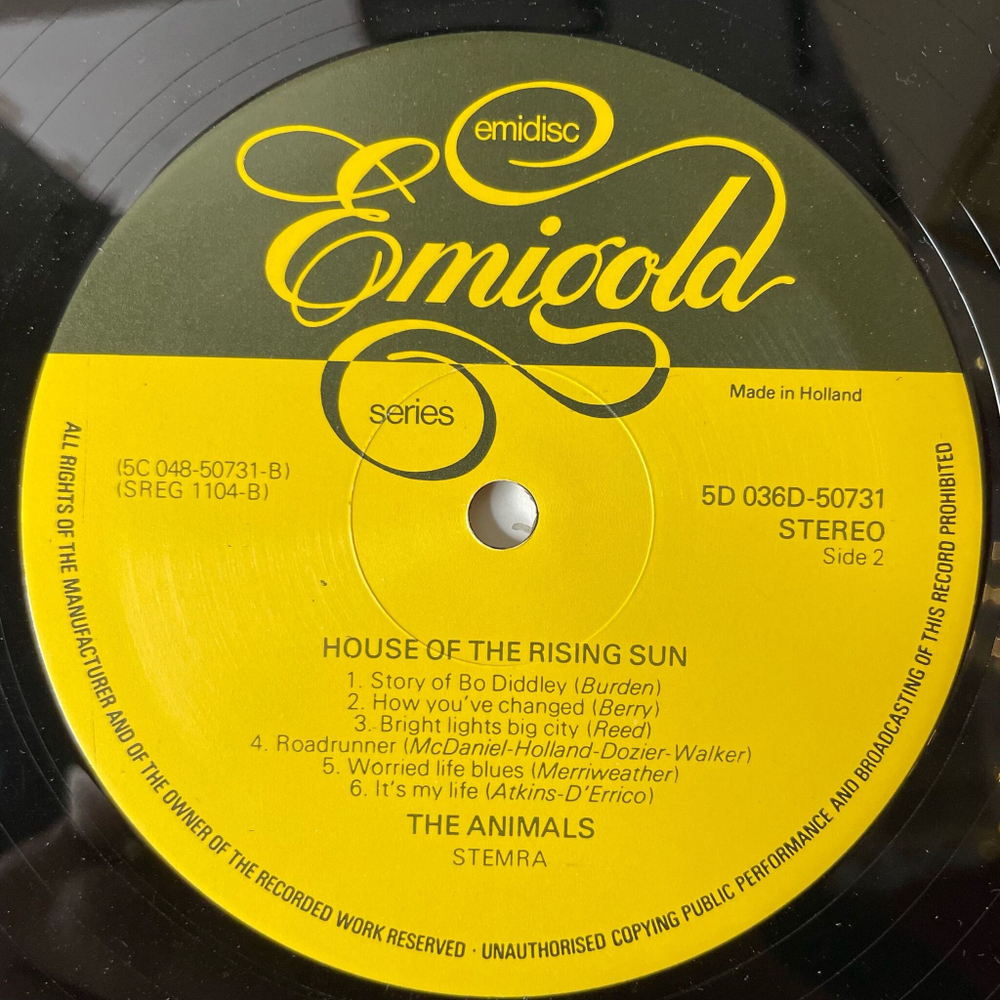 emidisc
Emigold
series
Made in Holland
(5C 048-50731-B)
(SREG 1104-B)
5D 036D-50731
STEREO
Side 2
HOUSE OF THE RISING SUN
1. Story of Bo Diddley (Burden)
2. How you've changed (Berry)
3. Bright lights big city (Reed)
4. Roadrunner (McDaniel-Holland-Dozier-Walker)
5. Worried life blues (Merriweather)
6. It's my life (Atkins-D'Errico)
THE ANIMALS
STEMRA
ALL RIGHTS OF THE MANUFACTURER AND OF THE OWNER OF THE RECORDED WORK RESERVED · UNAUTHORISED COPYING PUBLIC PERFORMANCE AND BROADCASTING OF THIS RECORD PROHIBITED